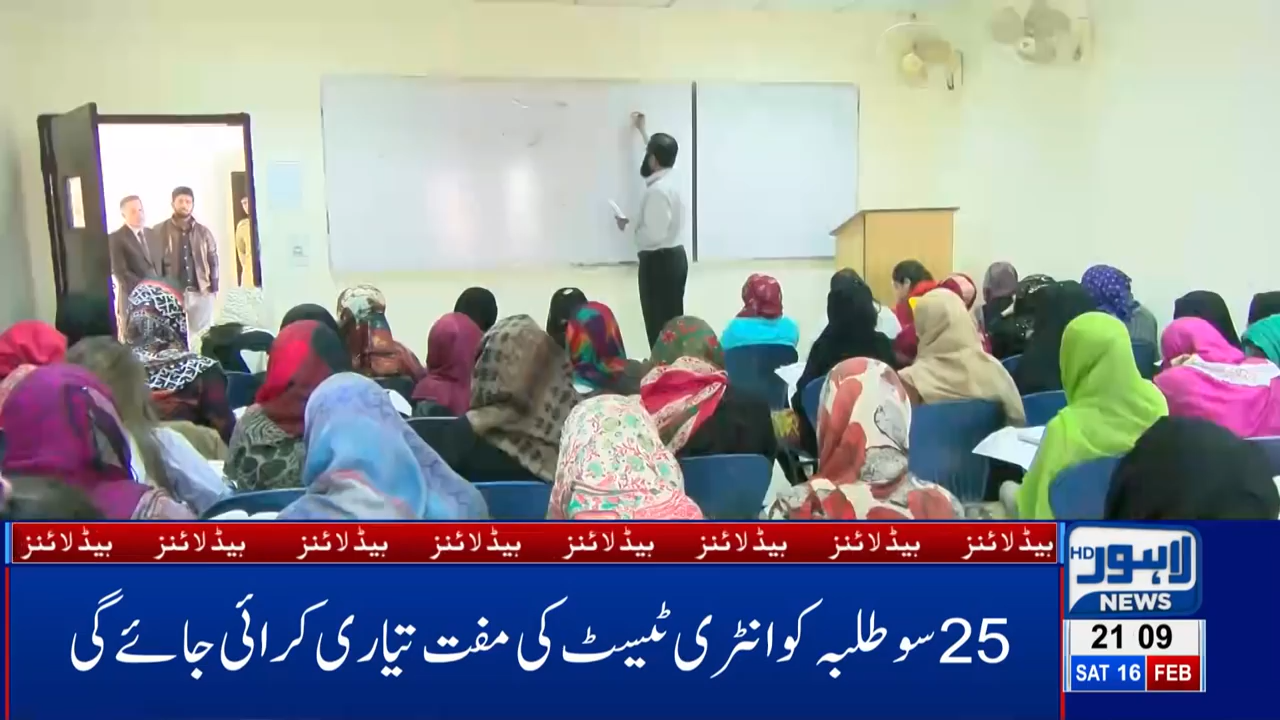 ہیڈلائنز ہیڈلائنز ہیڈلائنز ہیڈلائنز ہیڈلائنز ہیڈلائنز ہیڈلائنز ہیڈلائنز
25 سو طلبہ کو انٹری ٹیسٹ کی مفت تیاری کرائی جائے گی
لاہور HD
NEWS
21 09
SAT 16 FEB